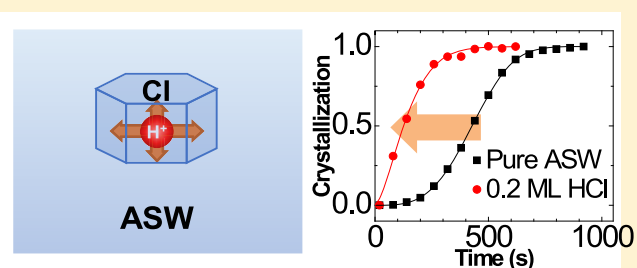 CI
H+
ASW
Crystallization
1.0
0.5
0.0
Pure ASW
0.2 ML HCl
0
500
1000
Time (s)